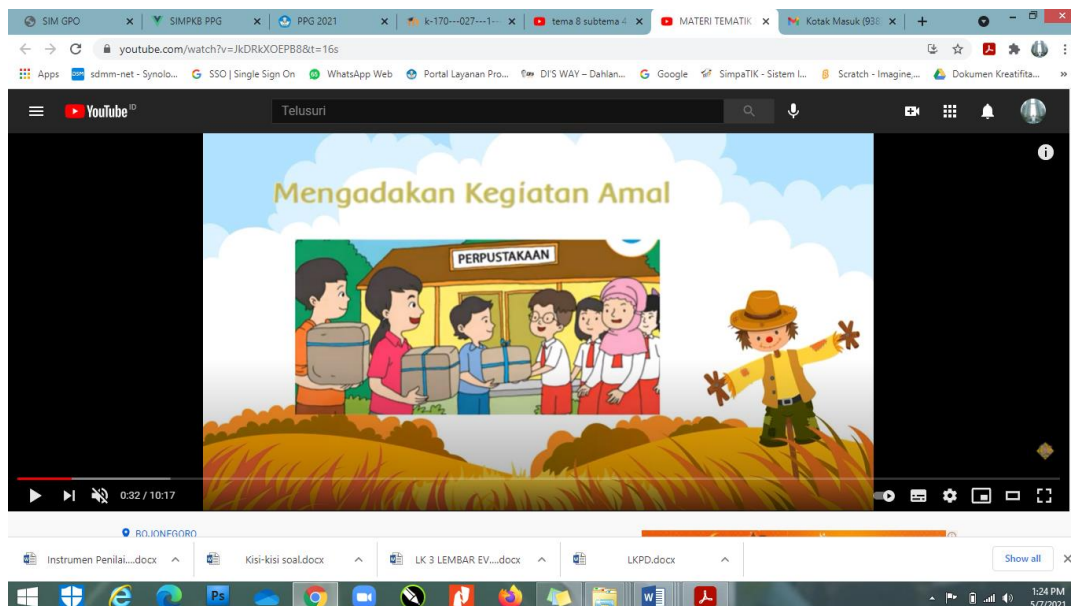 SIM GPO
SIMPKB PPG
PPG 2021
k-170---027---1---
tema 8 subtema 4
MATERI TEMATIK
Kotak Masuk (938
youtube.com/watch?v=JkDRkXOEPB8&t=16s
Apps
sdmm-net - Synolo...
SSO | Single Sign On
WhatsApp Web
Portal Layanan Pro...
DI'S WAY – Dahlan...
Google
SimpaTIK - Sistem I...
Scratch - Imagine,...
Dokumen Kreatifita...
YouTube ID
Telusuri
Mengadakan Kegiatan Amal
PERPUSTAKAAN
0:32 / 10:17
BOJONEGORO
Instrumen Penilai....docx
Kisi-kisi soal.docx
LK 3 LEMBAR EV....docx
LKPD.docx
Show all
Ps
1:24 PM
5/7/2021